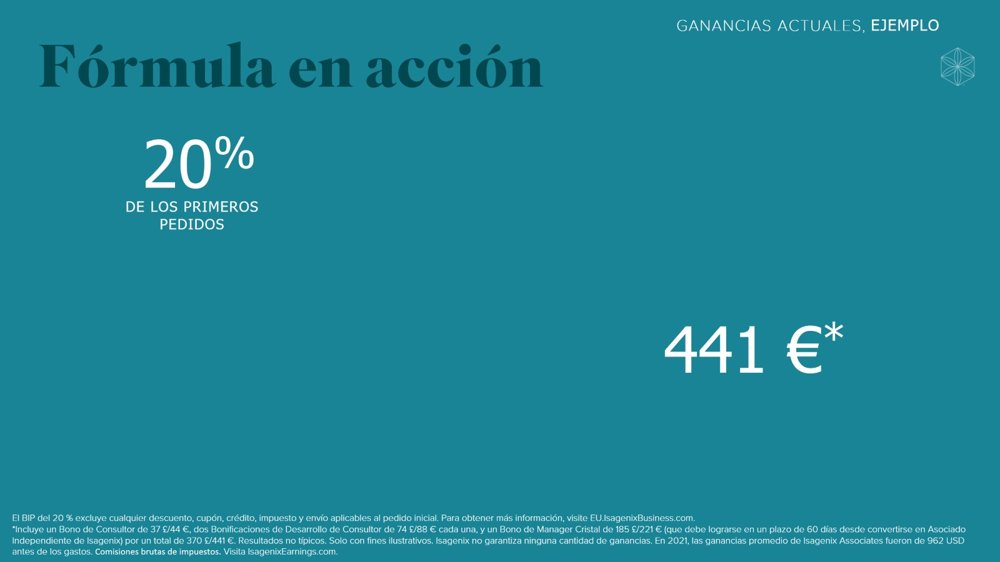 GANANCIAS ACTUALES, EJEMPLO
Fórmula en acción
20%
DE LOS PRIMEROS
PEDIDOS
441 €*
El BIP del 20 % excluye cualquier descuento, cupón, crédito, impuesto y envío aplicables al pedido inicial. Para obtener más información, visite EU.IsagenixBusiness.com.
*Incluye un Bono de Consultor de 37 £/44 €, dos Bonificaciones de Desarrollo de Consultor de 74 £/88 € cada una, y un Bono de Manager Cristal de 185 £/221 € (que debe lograrse en un plazo de 60 días desde convertirse en Asociado
Independiente de Isagenix) por un total de 370 £/441 €. Resultados no típicos. Solo con fines ilustrativos. Isagenix no garantiza ninguna cantidad de ganancias. En 2021, las ganancias promedio de Isagenix Associates fueron de 962 USD
antes de los gastos. Comisiones brutas de impuestos. Visita IsagenixEarnings.com.